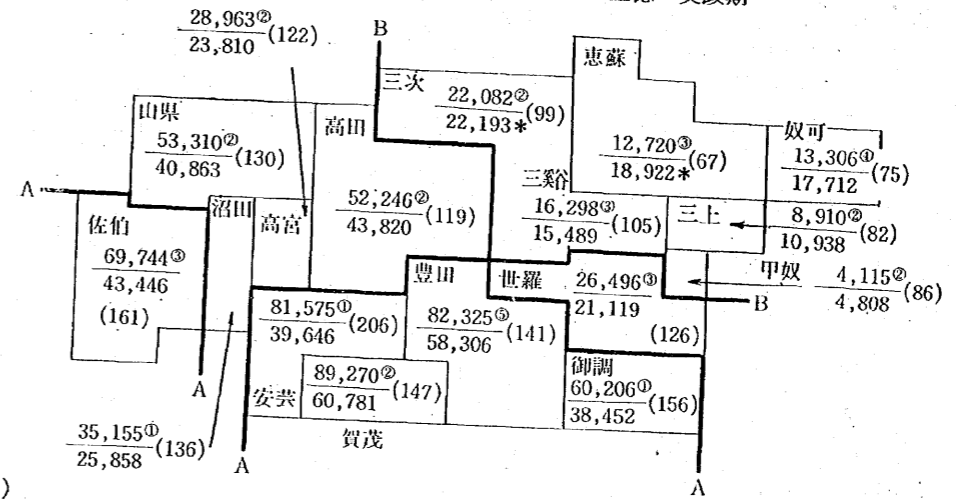 28,963②
23,810
(122)
B
恵蘇
三次
22,082②
22,193*
(99)
山県
53,310②
40,863
(130)
高田
12,720③
18,922*
(67)
奴可
13,306④
17,712
(75)
A
沼田
高宮
52,246②
43,820
(119)
三谿
16,298③
15,489
(105)
三上
8,910②
10,938
(82)
佐伯
69,744③
43,446
(161)
豊田
世羅
26,496③
21,119
(126)
甲奴
4,115②
4,808
(86)
B
81,575①
39,646
(206)
82,325⑤
58,306
(141)
安芸
89,270②
60,781
(147)
御調
60,206①
38,452
(156)
A
賀茂
35,155①
25,858
(136)
A
A
)